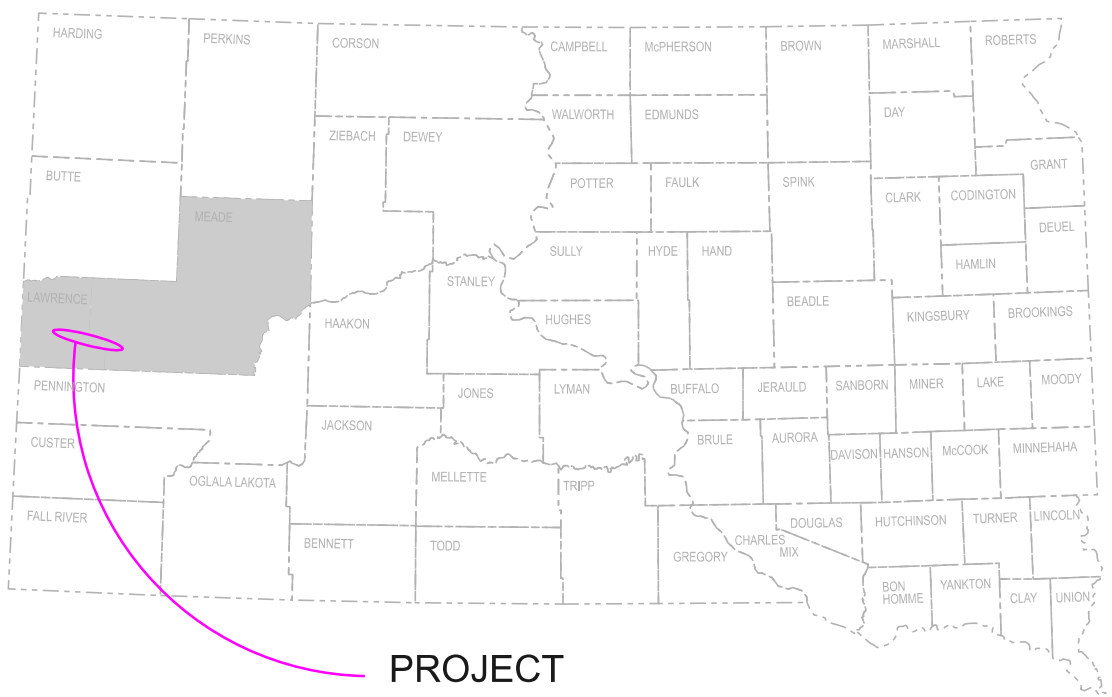 HARDING
PERKINS
CORSON
CAMPBELL
McPHERSON
BROWN
MARSHALL
ROBERTS
WALWORTH
EDMUNDS
DAY
ZIEBACH
DEWEY
GRANT
BUTTE
POTTER
FAULK
SPINK
CLARK
CODINGTON
MEADE
DEUEL
SULLY
HYDE
HAND
HAMLIN
STANLEY
LAWRENCE
BEADLE
HUGHES
HAAKON
KINGSBURY
BROOKINGS
PENNINGTON
JONES
LYMAN
BUFFALO
JERAULD
SANBORN
MINER
LAKE
MOODY
CUSTER
JACKSON
BRULE
AURORA
DAVISON
HANSON
McCOOK
MINNEHAHA
OGLALA LAKOTA
MELLETTE
TRIPP
FALL RIVER
DOUGLAS
HUTCHINSON
TURNER
LINCOLN
BENNETT
TODD
GREGORY
CHARLES
MIX
BON
HOMME
YANKTON
CLAY
UNION
PROJECT